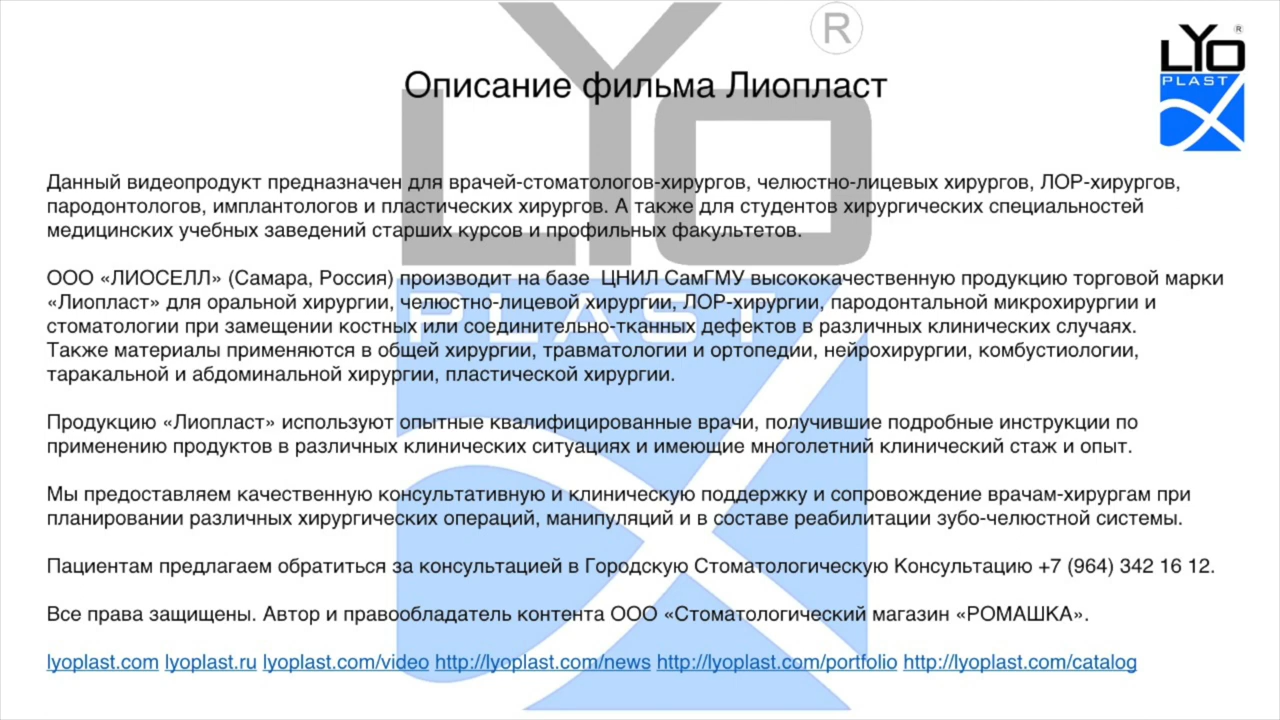 LYO
PLAST
®
LYO
PLAST
®
Описание фильма Лиопласт
Данный видеопродукт предназначен для врачей-стоматологов-хирургов, челюстно-лицевых хирургов, ЛОР-хирургов,
пародонтологов, имплантологов и пластических хирургов. А также для студентов хирургических специальностей
медицинских учебных заведений старших курсов и профильных факультетов.
ООО «ЛИОСЕЛЛ» (Самара, Россия) производит на базе ЦНИЛ СамГМУ высококачественную продукцию торговой марки
«Лиопласт» для оральной хирургии, челюстно-лицевой хирургии, ЛОР-хирургии, пародонтальной микрохирургии и
стоматологии при замещении костных или соединительно-тканных дефектов в различных клинических случаях.
Также материалы применяются в общей хирургии, травматологии и ортопедии, нейрохирургии, комбустиологии,
таракальной и абдоминальной хирургии, пластической хирургии.
Продукцию «Лиопласт» используют опытные квалифицированные врачи, получившие подробные инструкции по
применению продуктов в различных клинических ситуациях и имеющие многолетний клинический стаж и опыт.
Мы предоставляем качественную консультативную и клиническую поддержку и сопровождение врачам-хирургам при
планировании различных хирургических операций, манипуляций и в составе реабилитации зубо-челюстной системы.
Пациентам предлагаем обратиться за консультацией в Городскую Стоматологическую Консультацию +7 (964) 342 16 12.
Все права защищены. Автор и правообладатель контента ООО «Стоматологический магазин «РОМАШКА».
lyoplast.com lyoplast.ru lyoplast.com/video http://lyoplast.com/news http://lyoplast.com/portfolio http://lyoplast.com/catalog